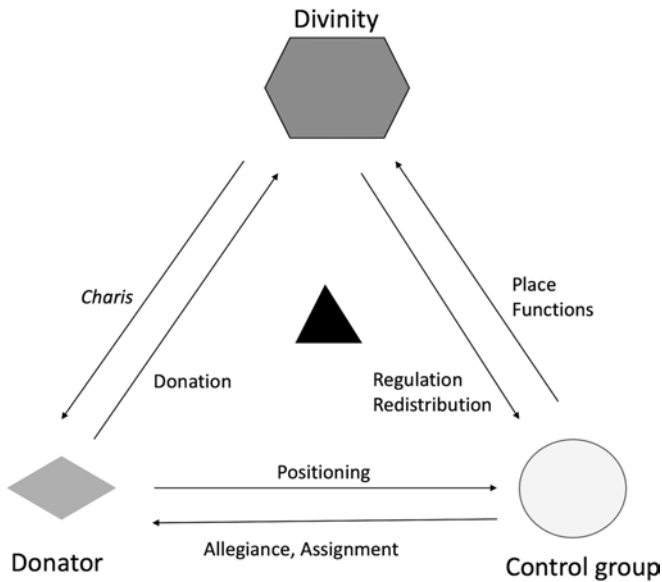 Divinity
Charis
Place
Functions
Donation
Regulation
Redistribution
Positioning
Allegiance, Assignment
Donator
Control group